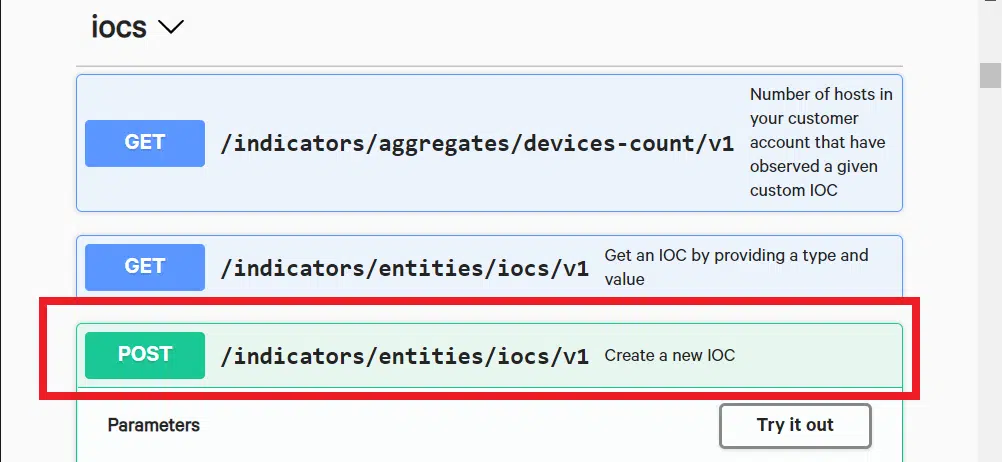 iocs
GET /indicators/aggregates/devices-count/v1
Number of hosts in
your customer
account that have
observed a given
custom IOC
GET /indicators/entities/iocs/v1
Get an IOC by providing a type and
value
POST /indicators/entities/iocs/v1 Create a new IOC
Parameters Try it out